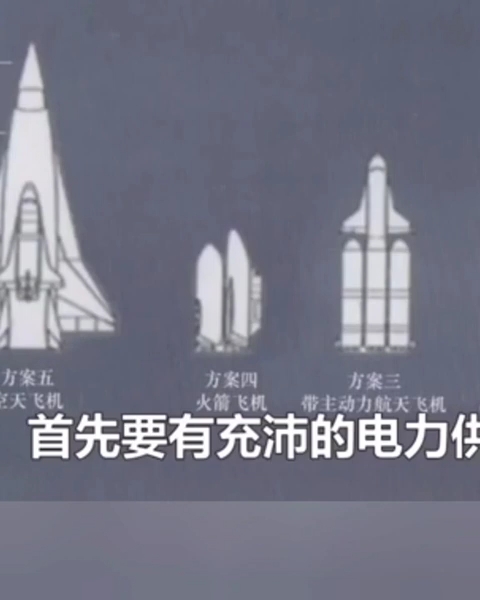 方案五
空天飞机
方案四
火箭飞机
方案三
带主动力航天飞机
首先要有充沛的电力供